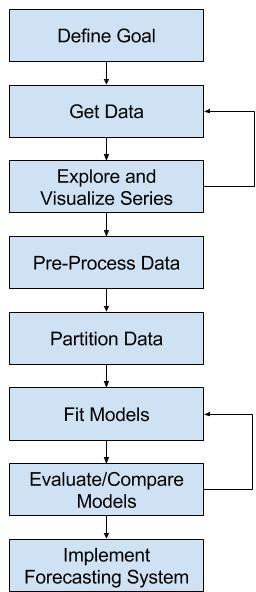 Define Goal
Get Data
Explore and
Visualize Series
Pre-Process Data
Partition Data
Fit Models
Evaluate/Compare
Models
Implement
Forecasting System